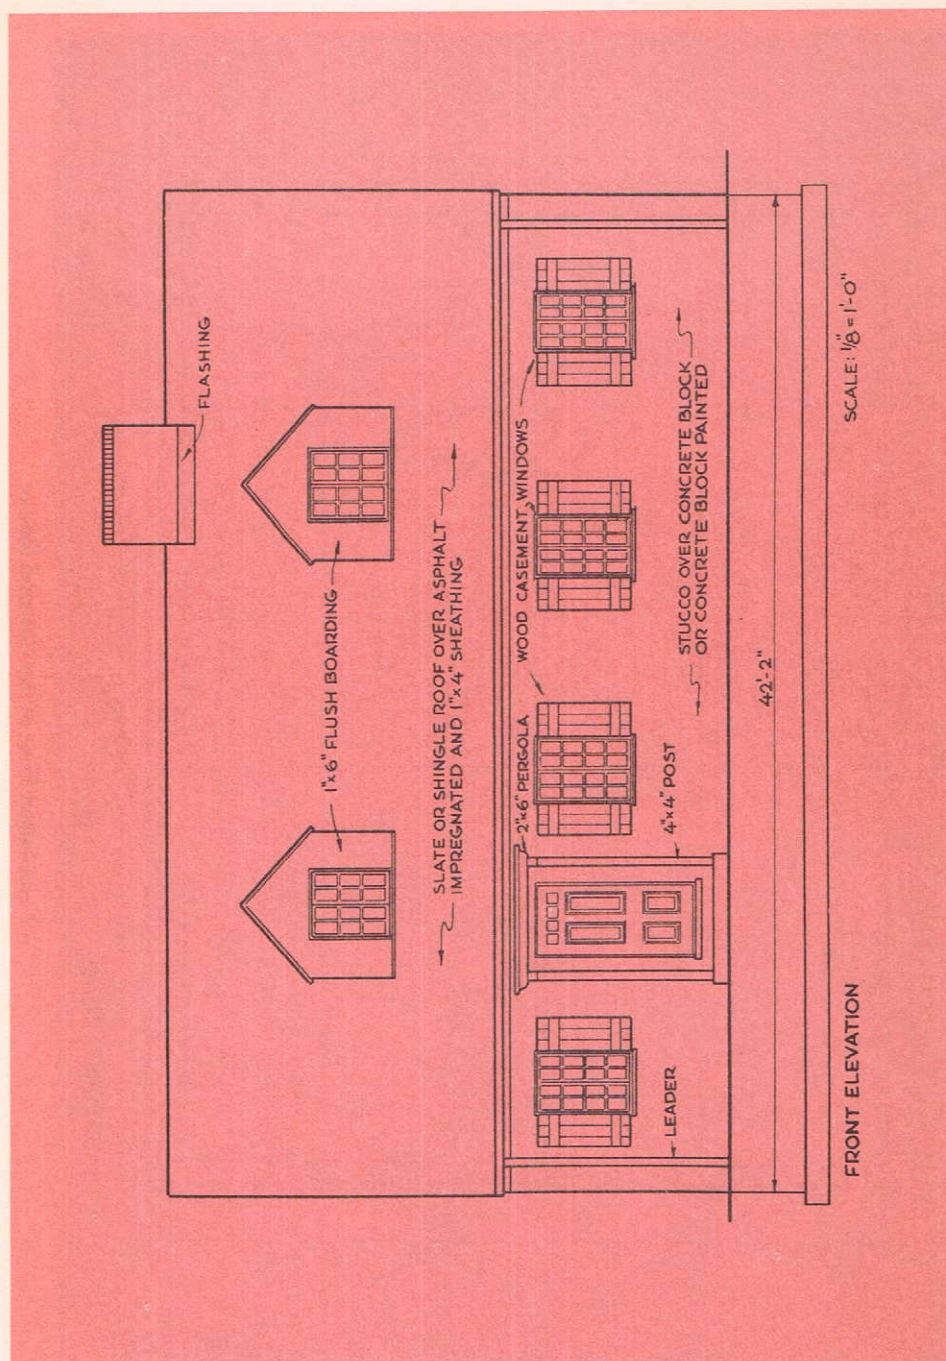 FLASHING
1"x6" FLUSH BOARDING
SLATE OR SHINGLE ROOF OVER ASPHALT
IMPREGNATED AND 1"x4" SHEATHING
2"x6" PERGOLA
WOOD CASEMENT WINDOWS
4"x4" POST
STUCCO OVER CONCRETE BLOCK
OR CONCRETE BLOCK PAINTED
LEADER
42'-2"
FRONT ELEVATION
SCALE: 1/8" = 1'-0"